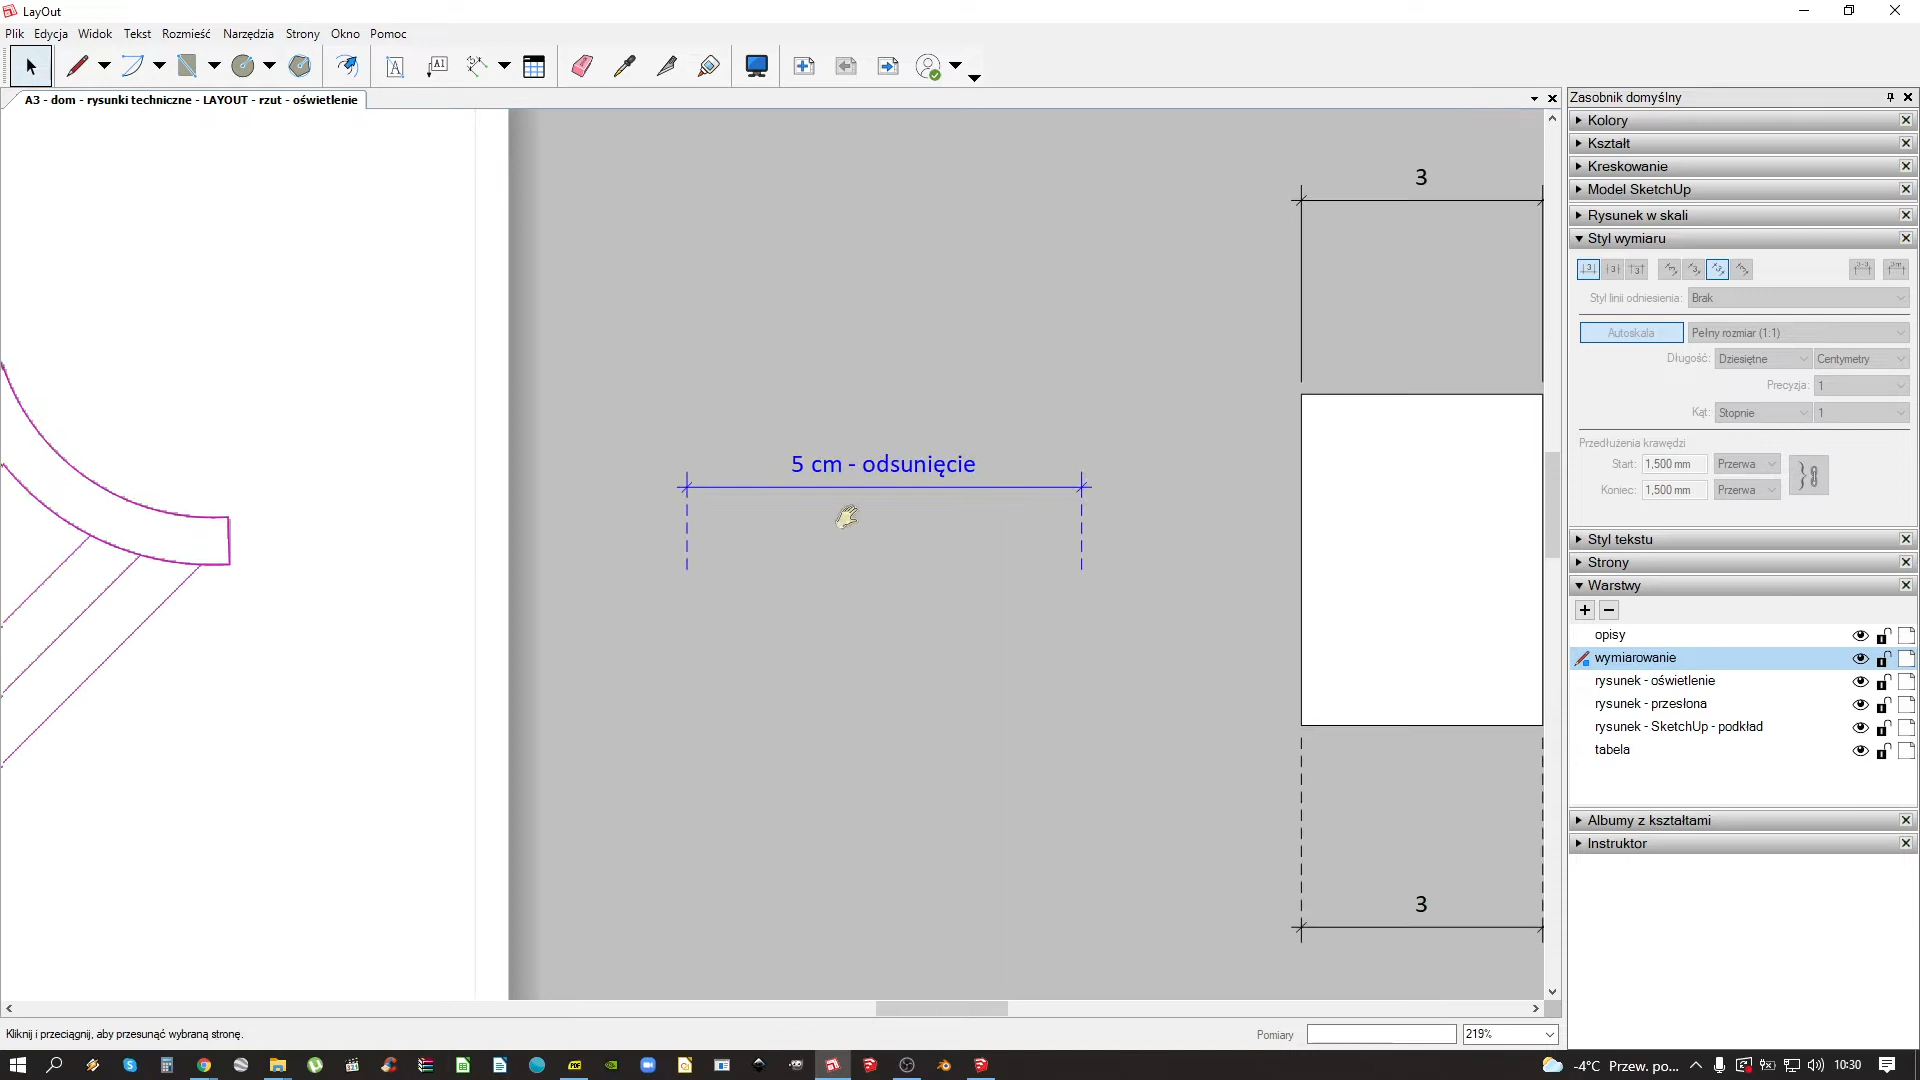 LayOut
Plik Edycja Widok Tekst Rozmieść Narzędzia Strony Okno Pomoc
A3 - dom - rysunki techniczne - LAYOUT - rzut - oświetlenie
Zasobnik domyślny
Kolory
Kształt
Kreskowanie
Model SketchUp
Rysunek w skali
Styl wymiaru
Styl linii odniesienia: Brak
Autoskala Pełny rozmiar (1:1)
Długość: Dziesiętne Centymetry
Precyzja: 1
Kąt: Stopnie 1
Przedłużenia krawędzi
Start: 1,500 mm Przerwa
Koniec: 1,500 mm Przerwa
Styl tekstu
Strony
Warstwy
opisy
wymiarowanie
rysunek - oświetlenie
rysunek - przesłona
rysunek - SketchUp - podkład
tabela
Albumy z kształtami
Instruktor
3
5 cm - odsunięcie
3
Kliknij i przeciągnij, aby przesunąć wybraną stronę.
Pomiary
219%
-4°C Przew. po...
10:30